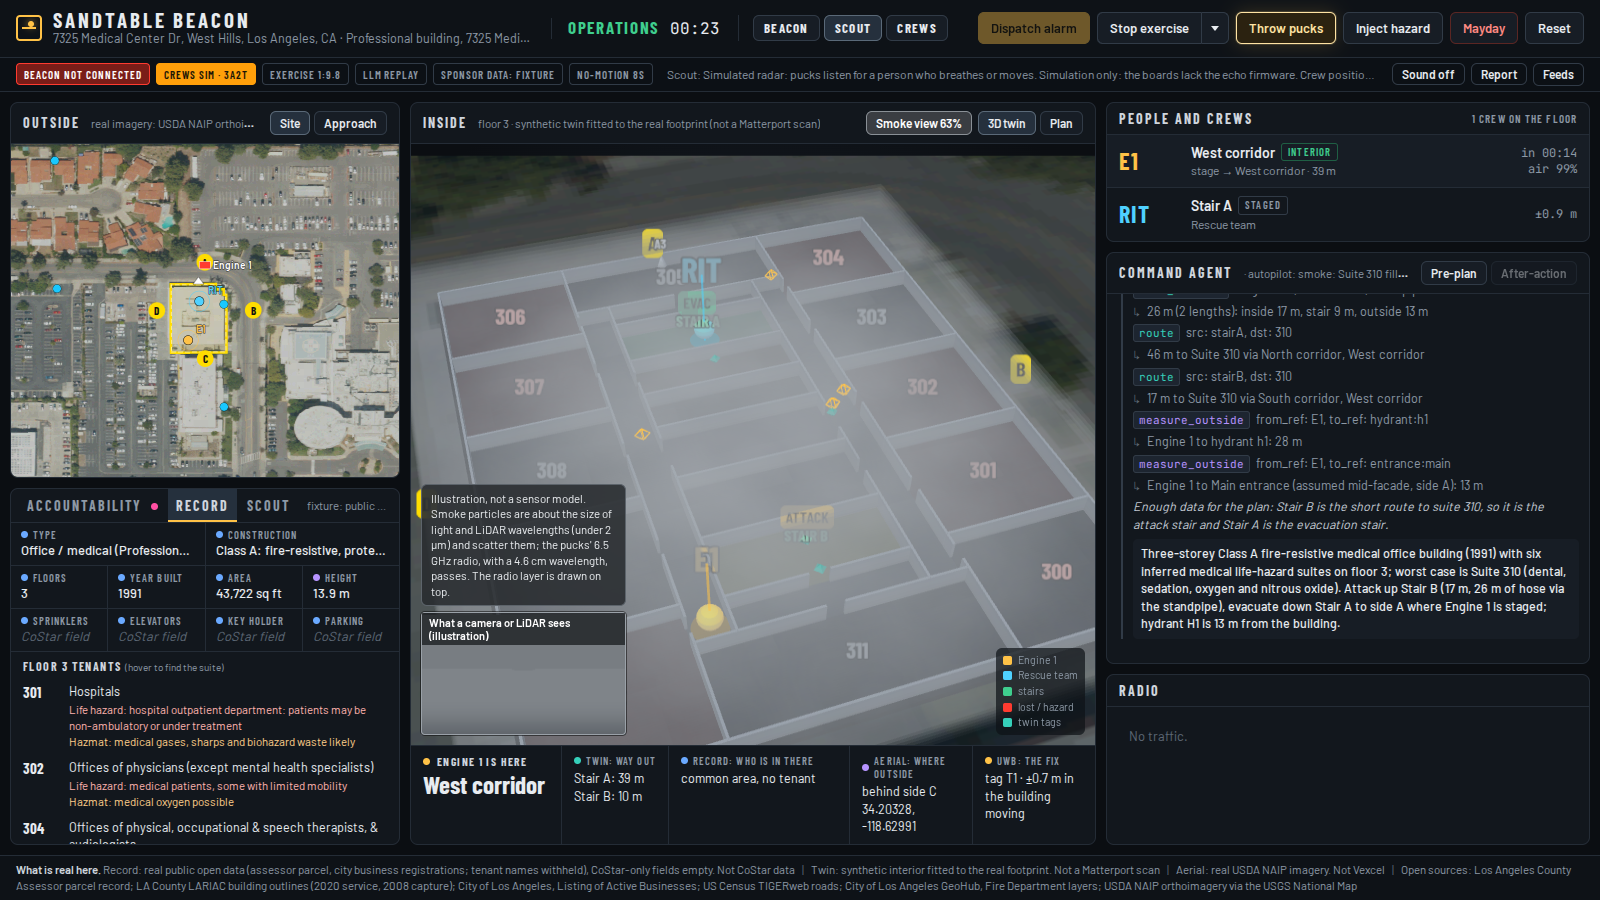 SANDTABLE BEACON
7325 Medical Center Dr, West Hills, Los Angeles, CA · Professional building, 7325 Medi...
OPERATIONS 00:23
BEACON
SCOUT
CREWS
Dispatch alarm
Stop exercise
Throw pucks
Inject hazard
Mayday
Reset
BEACON NOT CONNECTED
CREWS SIM · 3A2T
EXERCISE 1:9.8
LLM REPLAY
SPONSOR DATA: FIXTURE
NO-MOTION 8S
Scout: Simulated radar: pucks listen for a person who breathes or moves. Simulation only: the boards lack the echo firmware. Crew positio...
Sound off
Report
Feeds
OUTSIDE
real imagery: USDA NAIP orthoi...
Site
Approach
Engine 1
RIT
D
B
E1
C
ACCOUNTABILITY
RECORD
SCOUT
fixture: public ...
TYPE
Office / medical (Profession...
CONSTRUCTION
Class A: fire-resistive, prote...
FLOORS
3
YEAR BUILT
1991
AREA
43,722 sq ft
HEIGHT
13.9 m
SPRINKLERS
CoStar field
ELEVATORS
CoStar field
KEY HOLDER
CoStar field
PARKING
CoStar field
FLOOR 3 TENANTS (hover to find the suite)
301
Hospitals
Life hazard: hospital outpatient department: patients may be
non-ambulatory or under treatment
Hazmat: medical gases, sharps and biohazard waste likely
302
Offices of physicians (except mental health specialists)
Life hazard: medical patients, some with limited mobility
Hazmat: medical oxygen possible
304
Offices of physical, occupational & speech therapists, &
audiologists
INSIDE
floor 3 · synthetic twin fitted to the real footprint (not a Matterport scan)
Smoke view 63%
3D twin
Plan
A
A3
304
RIT
EVAC
STAIR A
306
303
307
302
B
308
301
ATTACK
STAIR B
E1
300
311
Illustration, not a sensor model.
Smoke particles are about the size of
light and LiDAR wavelengths (under 2
µm) and scatter them; the pucks' 6.5
GHz radio, with a 4.6 cm wavelength,
passes. The radio layer is drawn on
top.
What a camera or LiDAR sees
(illustration)
Engine 1
Rescue team
stairs
lost / hazard
twin tags
ENGINE 1 IS HERE
West corridor
TWIN: WAY OUT
Stair A: 39 m
Stair B: 10 m
RECORD: WHO IS IN THERE
common area, no tenant
AERIAL: WHERE
OUTSIDE
behind side C
34.20328,
-118.62991
UWB: THE FIX
tag T1 · ±0.7 m in
the building
moving
PEOPLE AND CREWS
1 CREW ON THE FLOOR
E1
West corridor
INTERIOR
stage → West corridor · 39 m
in 00:14
air 99%
RIT
Stair A
STAGED
Rescue team
±0.9 m
COMMAND AGENT
· autopilot: smoke: Suite 310 fill...
Pre-plan
After-action
↳ 26 m (2 lengths): inside 17 m, stair 9 m, outside 13 m
route src: stairA, dst: 310
↳ 46 m to Suite 310 via North corridor, West corridor
route src: stairB, dst: 310
↳ 17 m to Suite 310 via South corridor, West corridor
measure_outside from_ref: E1, to_ref: hydrant:h1
↳ Engine 1 to hydrant h1: 28 m
measure_outside from_ref: E1, to_ref: entrance:main
↳ Engine 1 to Main entrance (assumed mid-facade, side A): 13 m
Enough data for the plan: Stair B is the short route to suite 310, so it is the
attack stair and Stair A is the evacuation stair.
Three-storey Class A fire-resistive medical office building (1991) with six
inferred medical life-hazard suites on floor 3; worst case is Suite 310 (dental,
sedation, oxygen and nitrous oxide). Attack up Stair B (17 m, 26 m of hose via
the standpipe), evacuate down Stair A to side A where Engine 1 is staged;
hydrant H1 is 13 m from the building.
RADIO
No traffic.
What is real here. Record: real public open data (assessor parcel, city business registrations; tenant names withheld), CoStar-only fields empty. Not CoStar data | Twin: synthetic interior fitted to the real footprint. Not a Matterport scan | Aerial: real USDA NAIP imagery. Not Vexcel | Open sources: Los Angeles County
Assessor parcel record; LA County LARIAC building outlines (2020 service, 2008 capture); City of Los Angeles, Listing of Active Businesses; US Census TIGERweb roads; City of Los Angeles GeoHub, Fire Department layers; USDA NAIP orthoimagery via the USGS National Map